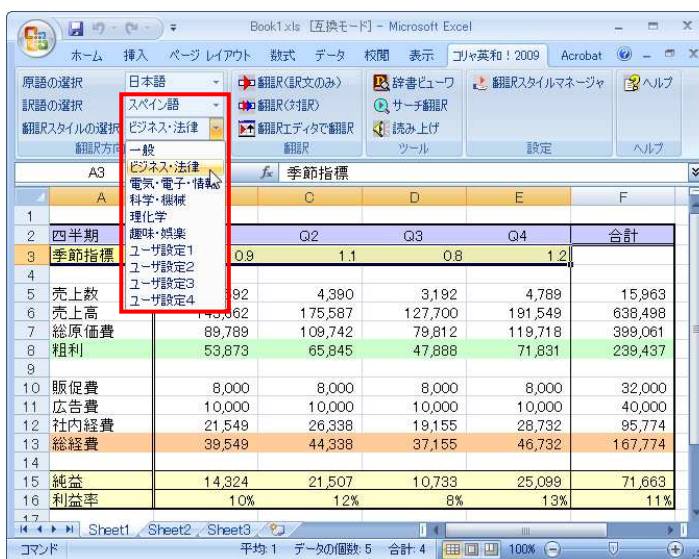 Book1.xls [互換モード] - Microsoft Excel
ホーム 挿入 ページ レイアウト 数式 データ 校閲 表示 コリャ英和！2009 Acrobat
原語の選択 日本語 翻訳(訳文のみ) 辞書ビューワ 翻訳スタイルマネージャ ヘルプ
訳語の選択 スペイン語 翻訳(対訳) サーチ翻訳
翻訳スタイルの選択 ビジネス・法律 翻訳エディタで翻訳 読み上げ
翻訳方向 翻訳 ツール 設定 ヘルプ
一般
ビジネス・法律
電気・電子・情報
科学・機械
理化学
趣味・娯楽
ユーザ設定1
ユーザ設定2
ユーザ設定3
ユーザ設定4
A3 fx 季節指標
A C D E F
1
2 四半期 Q2 Q3 Q4 合計
3 季節指標 0.9 1.1 0.8 1.2
4
5 売上数 4,390 3,192 4,789 15,963
6 売上高 175,587 127,700 191,549 638,498
7 総原価費 89,789 109,742 79,812 119,718 399,061
8 粗利 53,873 65,845 47,888 71,831 239,437
9
10 販促費 8,000 8,000 8,000 8,000 32,000
11 広告費 10,000 10,000 10,000 10,000 40,000
12 社内経費 21,549 26,338 19,155 28,732 95,774
13 総経費 39,549 44,338 37,155 46,732 167,774
14
15 純益 14,324 21,507 10,733 25,099 71,663
16 利益率 10% 12% 8% 13% 11%
17
Sheet1 Sheet2 Sheet3
コマンド 平均: 1 データの個数: 5 合計: 4 100%